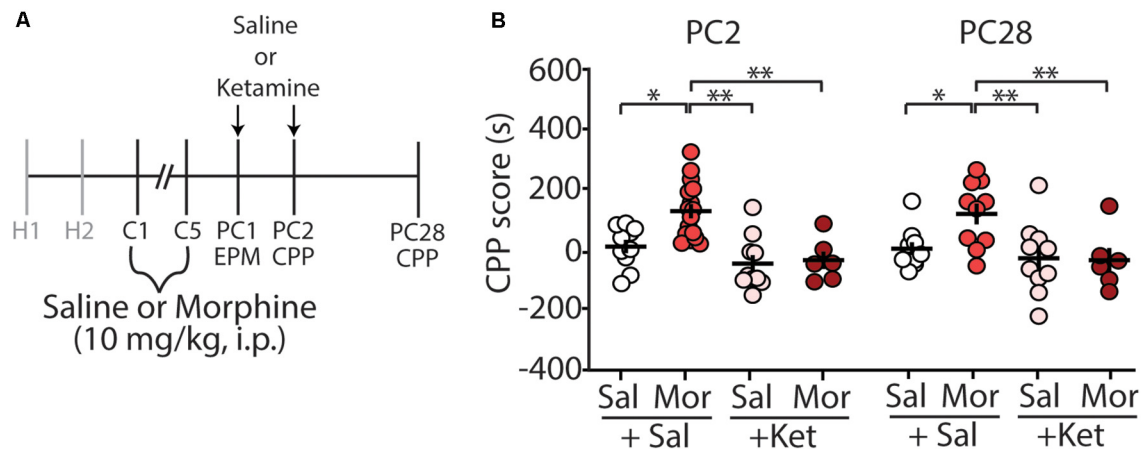 A
Saline
or
Ketamine
H1 H2 C1 C5 PC1 PC2 PC28
EPM CPP CPP
Saline or Morphine
(10 mg/kg, i.p.)
B
PC2 PC28
CPP score (s)
600
400
200
0
-200
-400
* ** **
* ** **
Sal Mor Sal Mor Sal Mor Sal Mor
+ Sal +Ket + Sal +Ket